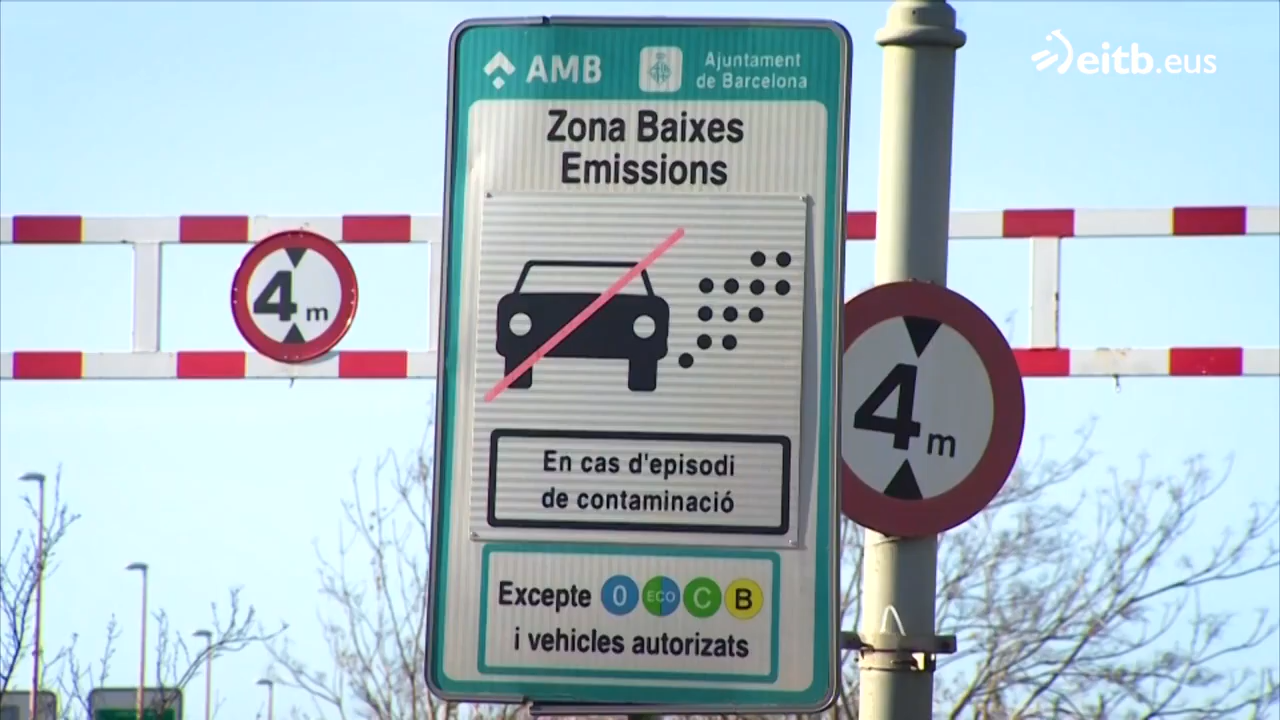 eitb.eus
AMB
Ajuntament
de Barcelona
Zona Baixes
Emissions
4 m
4 m
En cas d'episodi
de contaminació
Excepte 0 ECO C B
i vehicles autoritzats